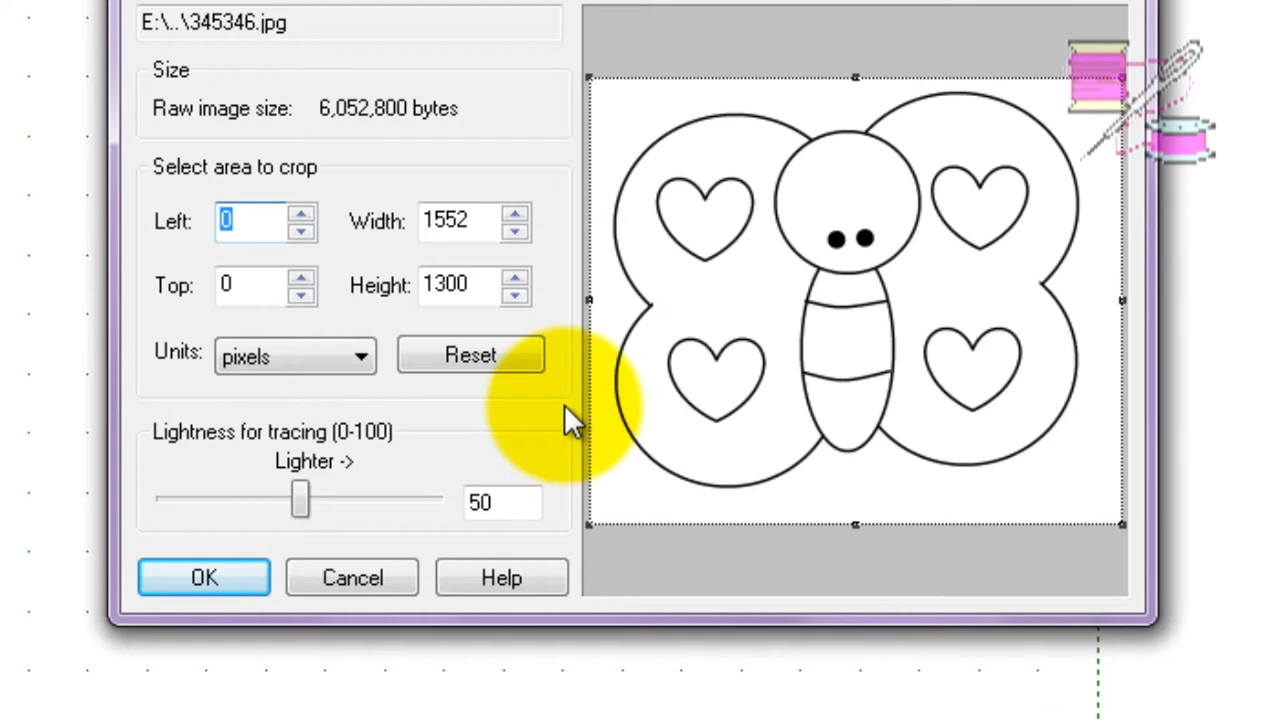 E:\..\345346.jpg
Size
Raw image size: 6,052,800 bytes
Select area to crop
Left: 0 Width: 1552
Top: 0 Height: 1300
Units: pixels Reset
Lightness for tracing (0-100)
Lighter ->
50
OK Cancel Help